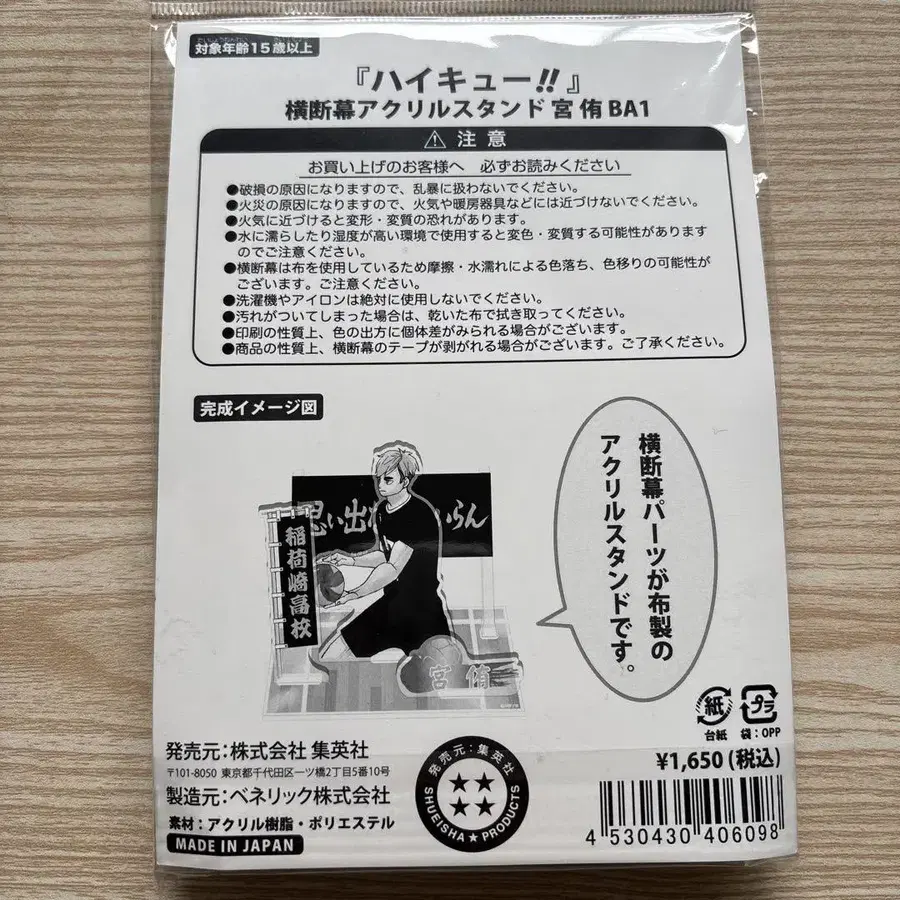 対象年齢15歳以上
『ハイキュー!!』
横断幕アクリルスタンド 宮 侑 BA1
⚠ 注意
お買い上げのお客様へ 必ずお読みください
●破損の原因になりますので、乱暴に扱わないでください。
●火災の原因になりますので、火気や暖房器具などには近づけないでください。
●火気に近づけると変形・変質の恐れがあります。
●水に濡らしたり湿度が高い環境で使用すると変色・変質する可能性があります
のでご注意ください。
●横断幕は布を使用しているため摩擦・水濡れによる色落ち、色移りの可能性が
ございます。ご注意ください。
●洗濯機やアイロンは絶対に使用しないでください。
●汚れがついてしまった場合は、乾いた布で拭き取ってください。
●印刷の性質上、色の出方に個体差がみられる場合がございます。
●商品の性質上、横断幕のテープが剥がれる場合がございます。ご了承ください。
完成イメージ図
横断幕パーツが布製の
アクリルスタンドです。
思い出
いらん
稲荷崎高校
宮 侑
紙
プラ
台紙 袋:OPP
発売元:株式会社 集英社
〒101-8050 東京都千代田区一ツ橋2丁目5番10号
製造元:ベネリック株式会社
素材:アクリル樹脂・ポリエステル
MADE IN JAPAN
発売元:集英社
SHUEISHA★PRODUCTS
¥1,650(税込)
4 530430 406098